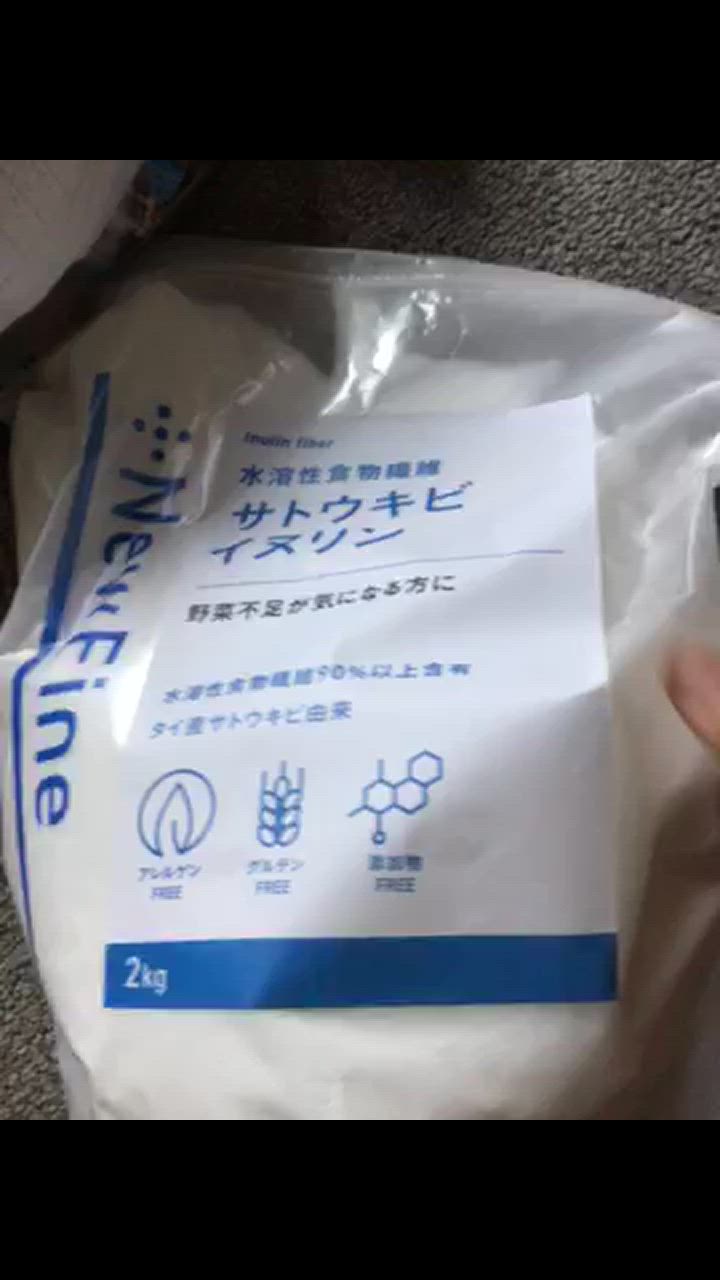 NewFine
Inulin fiber
水溶性食物繊維
サトウキビ
イヌリン
野菜不足が気になる方に
水溶性食物繊維90%以上含有
タイ産サトウキビ由来
アレルゲン
FREE
グルテン
FREE
添加物
FREE
2kg